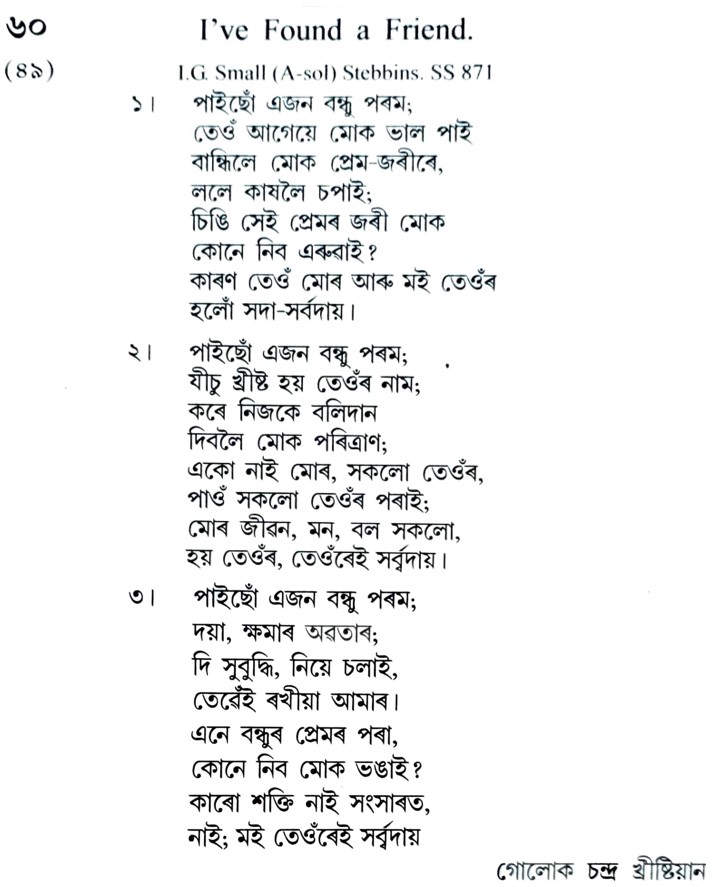 ৬০ I've Found a Friend.
(৪৯) I.G. Small (A-sol) Stebbins. SS 871
১। পাইছোঁ এজন বন্ধু পৰম;
তেওঁ আগেয়ে মোক ভাল পাই
বান্ধিলে মোক প্ৰেম-জৰীৰে,
ললে কাষলৈ চপাই;
চিঙি সেই প্ৰেমৰ জৰী মোক
কোনে নিব এৰুৱাই?
কাৰণ তেওঁ মোৰ আৰু মই তেওঁৰ
হলোঁ সদা-সৰ্বদায়।
২। পাইছোঁ এজন বন্ধু পৰম;
যীচু খ্ৰীষ্ট হয় তেওঁৰ নাম;
কৰে নিজকে বলিদান
দিবলৈ মোক পৰিত্ৰাণ;
একো নাই মোৰ, সকলো তেওঁৰ,
পাওঁ সকলো তেওঁৰ পৰাই;
মোৰ জীৱন, মন, বল সকলো,
হয় তেওঁৰ, তেওঁৰেই সৰ্ব্বদায়।
৩। পাইছোঁ এজন বন্ধু পৰম;
দয়া, ক্ষমাৰ অৱতাৰ;
দি সুবুদ্ধি, নিয়ে চলাই,
তেৱেঁই ৰখীয়া আমাৰ।
এনে বন্ধুৰ প্ৰেমৰ পৰা,
কোনে নিব মোক ভঙাই?
কাৰো শক্তি নাই সংসাৰত,
নাই; মই তেওঁৰেই সৰ্ব্বদায়
গোলোক চন্দ্ৰ খ্ৰীষ্টিয়ান